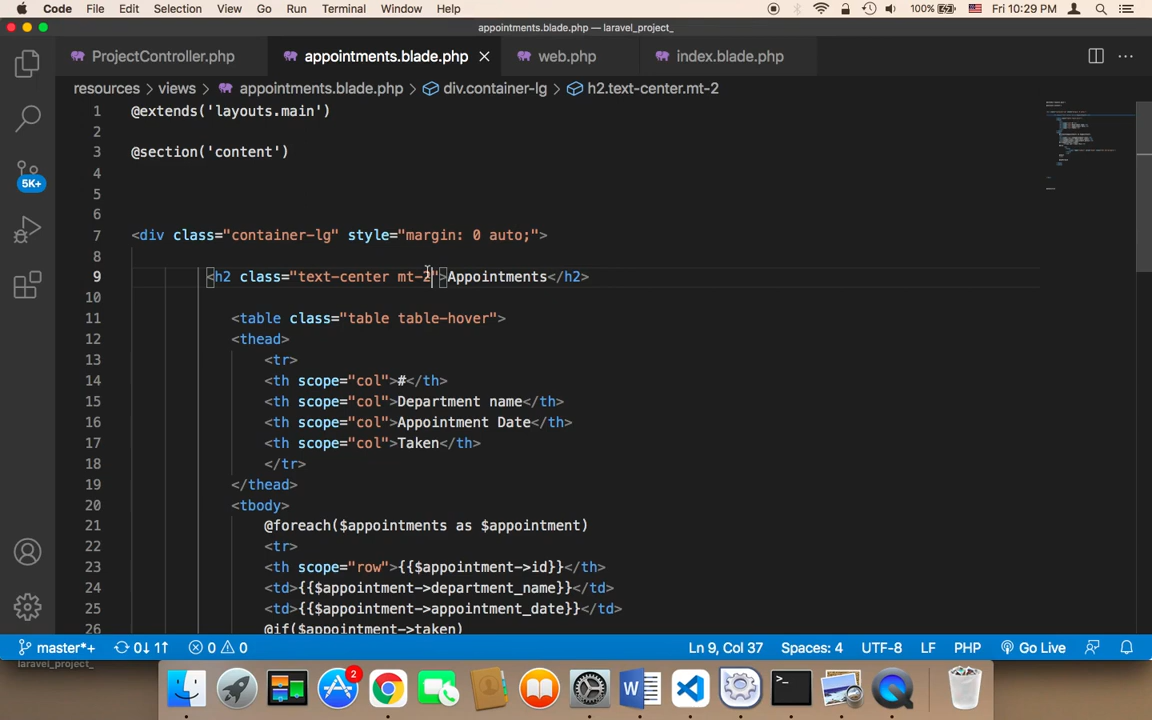 Code File Edit Selection View Go Run Terminal Window Help 100% Fri 10:29 PM
appointments.blade.php — laravel_project_
ProjectController.php appointments.blade.php web.php index.blade.php
resources > views > appointments.blade.php > div.container-lg > h2.text-center.mt-2
1 @extends('layouts.main')
2
3 @section('content')
4
5
6
7 <div class="container-lg" style="margin: 0 auto;">
8
9 <h2 class="text-center mt-2">Appointments</h2>
10
11 <table class="table table-hover">
12 <thead>
13 <tr>
14 <th scope="col">#</th>
15 <th scope="col">Department name</th>
16 <th scope="col">Appointment Date</th>
17 <th scope="col">Taken</th>
18 </tr>
19 </thead>
20 <tbody>
21 @foreach($appointments as $appointment)
22 <tr>
23 <th scope="row">{{$appointment->id}}</th>
24 <td>{{$appointment->department_name}}</td>
25 <td>{{$appointment->appointment_date}}</td>
26 @if($appointment->taken)
5K+
master*+ 0↓ 1↑ 0 0 Ln 9, Col 37 Spaces: 4 UTF-8 LF PHP Go Live
laravel_project_
2